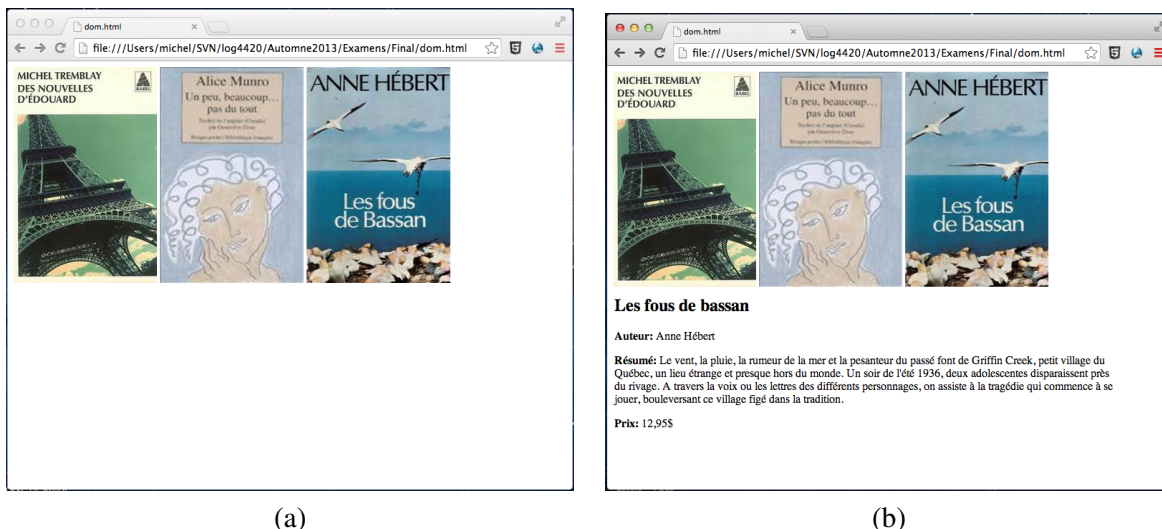 dom.html
file:///Users/michel/SVN/log4420/Automne2013/Examens/Final/dom.html
MICHEL TREMBLAY
DES NOUVELLES
D'ÉDOUARD
BABEL
Alice Munro
Un peu, beaucoup...
pas du tout
ANNE HÉBERT
Les fous
de Bassan
(a)
dom.html
file:///Users/michel/SVN/log4420/Automne2013/Examens/Final/dom.html
MICHEL TREMBLAY
DES NOUVELLES
D'ÉDOUARD
BABEL
Alice Munro
Un peu, beaucoup...
pas du tout
ANNE HÉBERT
Les fous
de Bassan
Les fous de bassan
Auteur: Anne Hébert
Résumé: Le vent, la pluie, la rumeur de la mer et la pesanteur du passé font de Griffin Creek, petit village du
Québec, un lieu étrange et presque hors du monde. Un soir de l'été 1936, deux adolescentes disparaissent près
du rivage. A travers la voix ou les lettres des différents personnages, on assiste à la tragédie qui commence à se
jouer, bouleversant ce village figé dans la tradition.
Prix: 12,95$
(b)